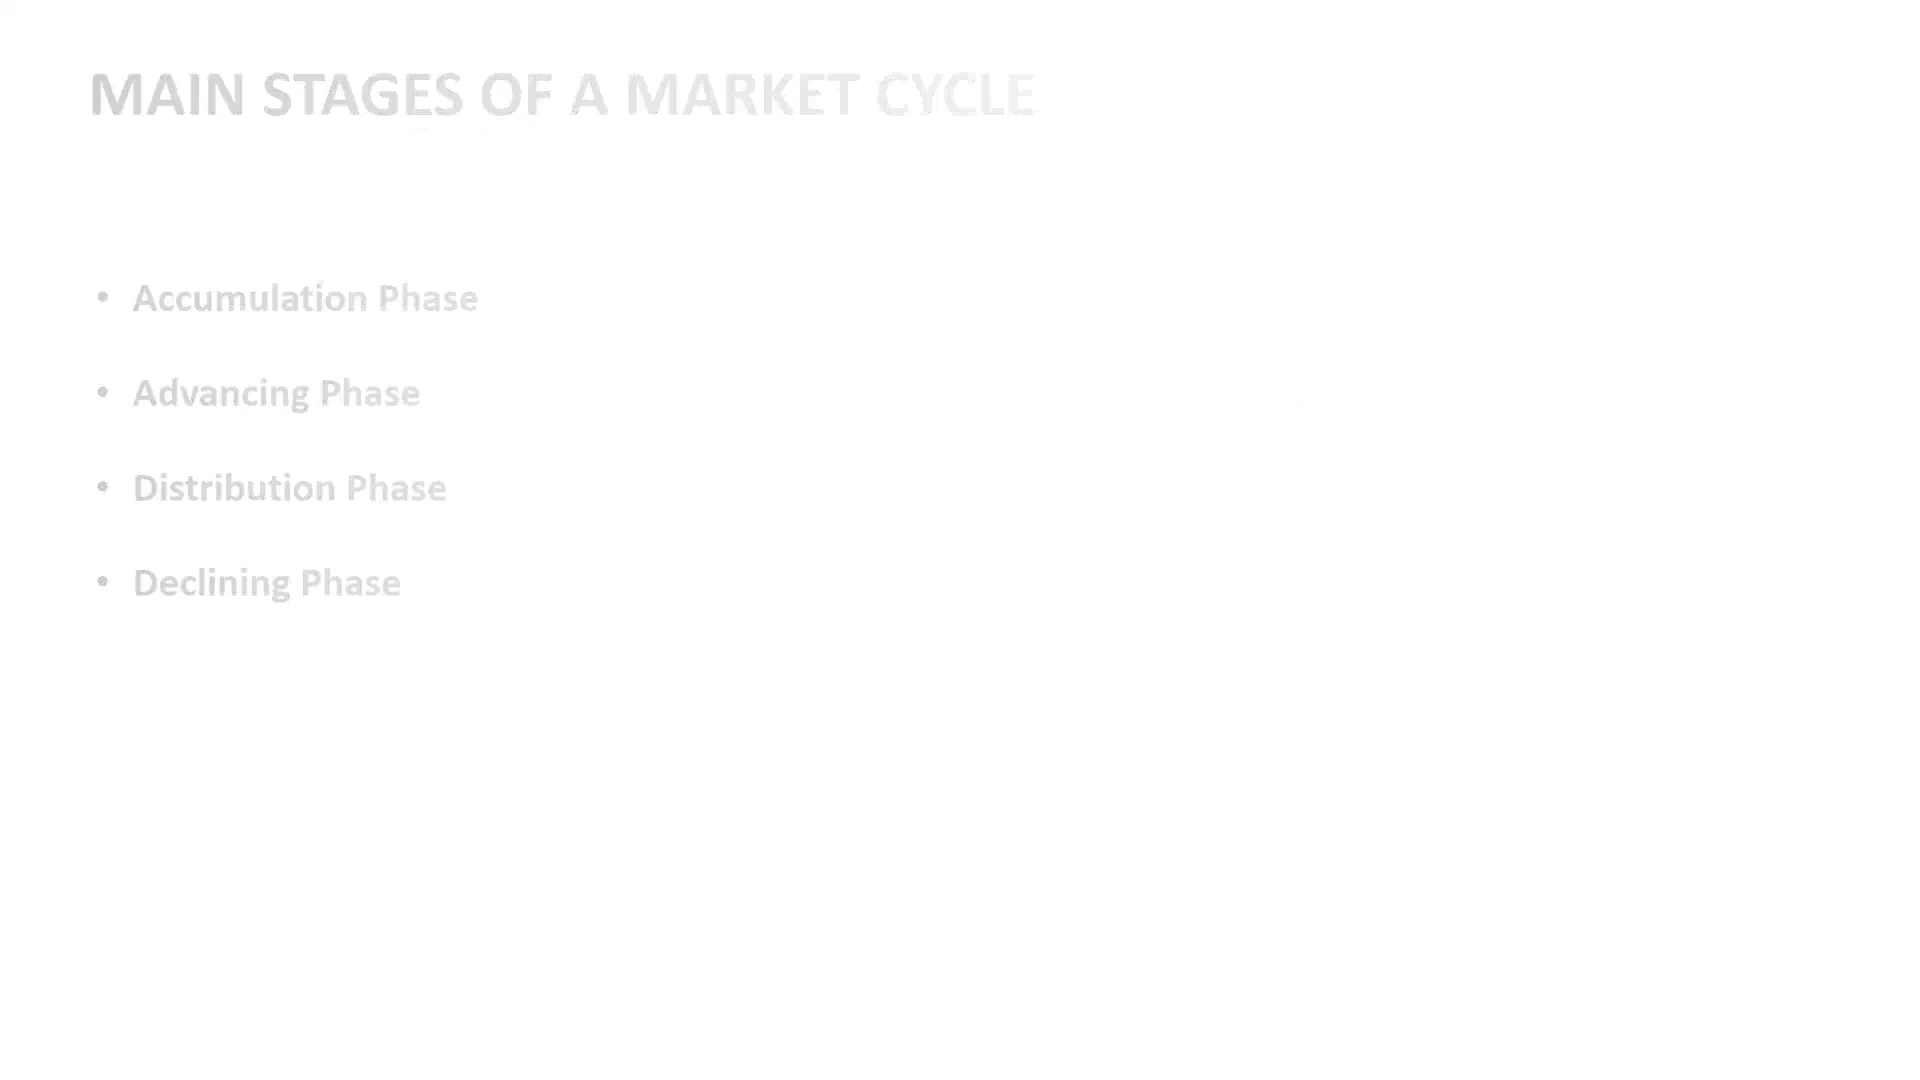 MAIN STAGES OF A MARKET CYCLE
• Accumulation Phase
• Advancing Phase
• Distribution Phase
• Declining Phase